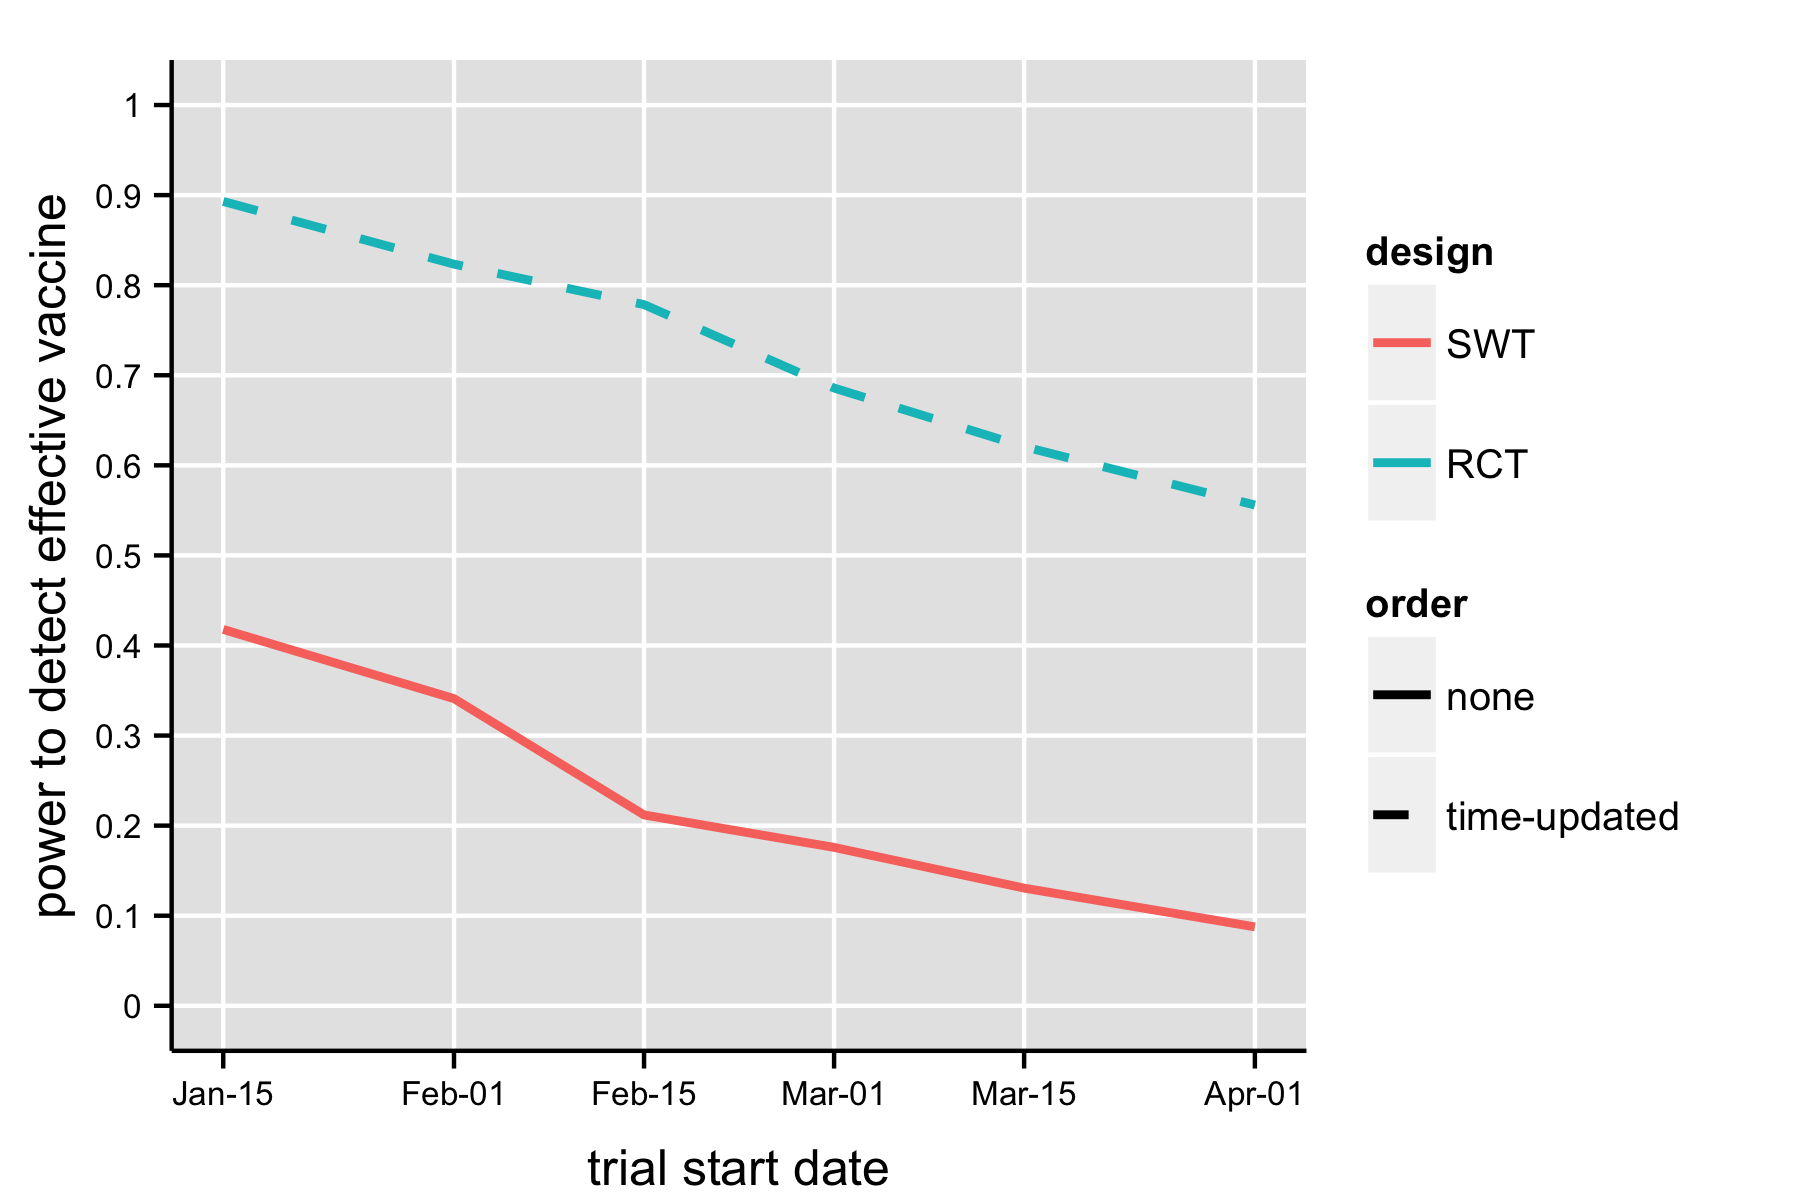 power to detect effective vaccine
1
0.9
0.8
0.7
0.6
0.5
0.4
0.3
0.2
0.1
0
Jan-15 Feb-01 Feb-15 Mar-01 Mar-15 Apr-01
trial start date
design
SWT
RCT
order
none
time-updated